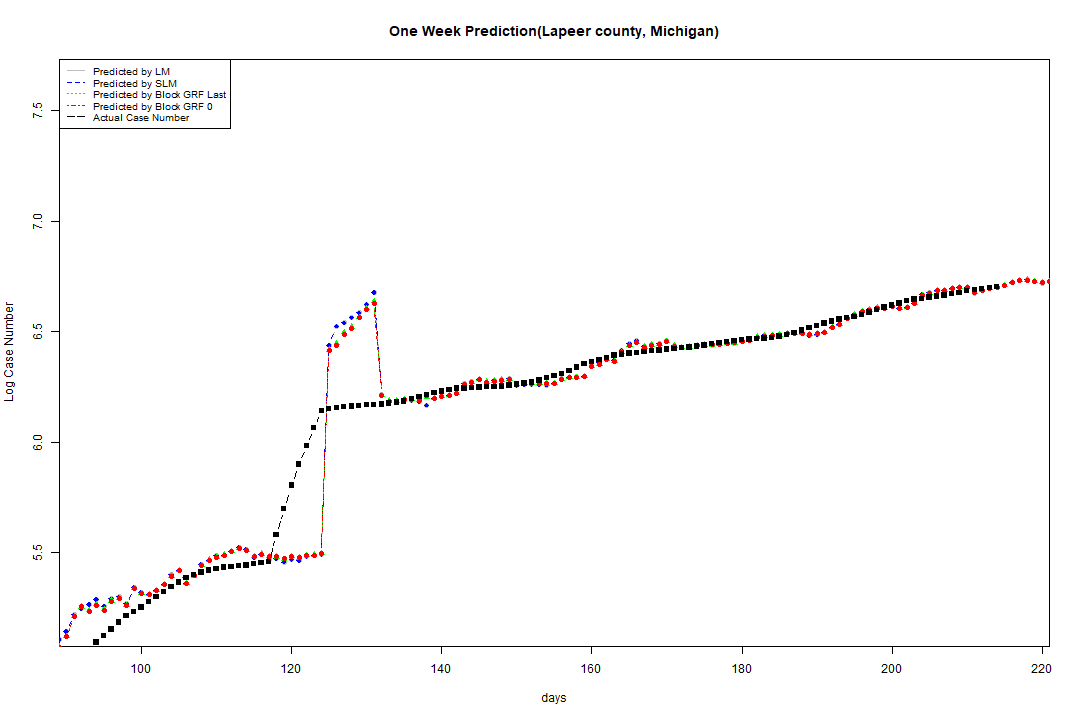 One Week Prediction(Lapeer county, Michigan)
Predicted by LM
Predicted by SLM
Predicted by Block GRF Last
Predicted by Block GRF 0
Actual Case Number
7.5
7.0
6.5
6.0
5.5
Log Case Number
100 120 140 160 180 200 220
days